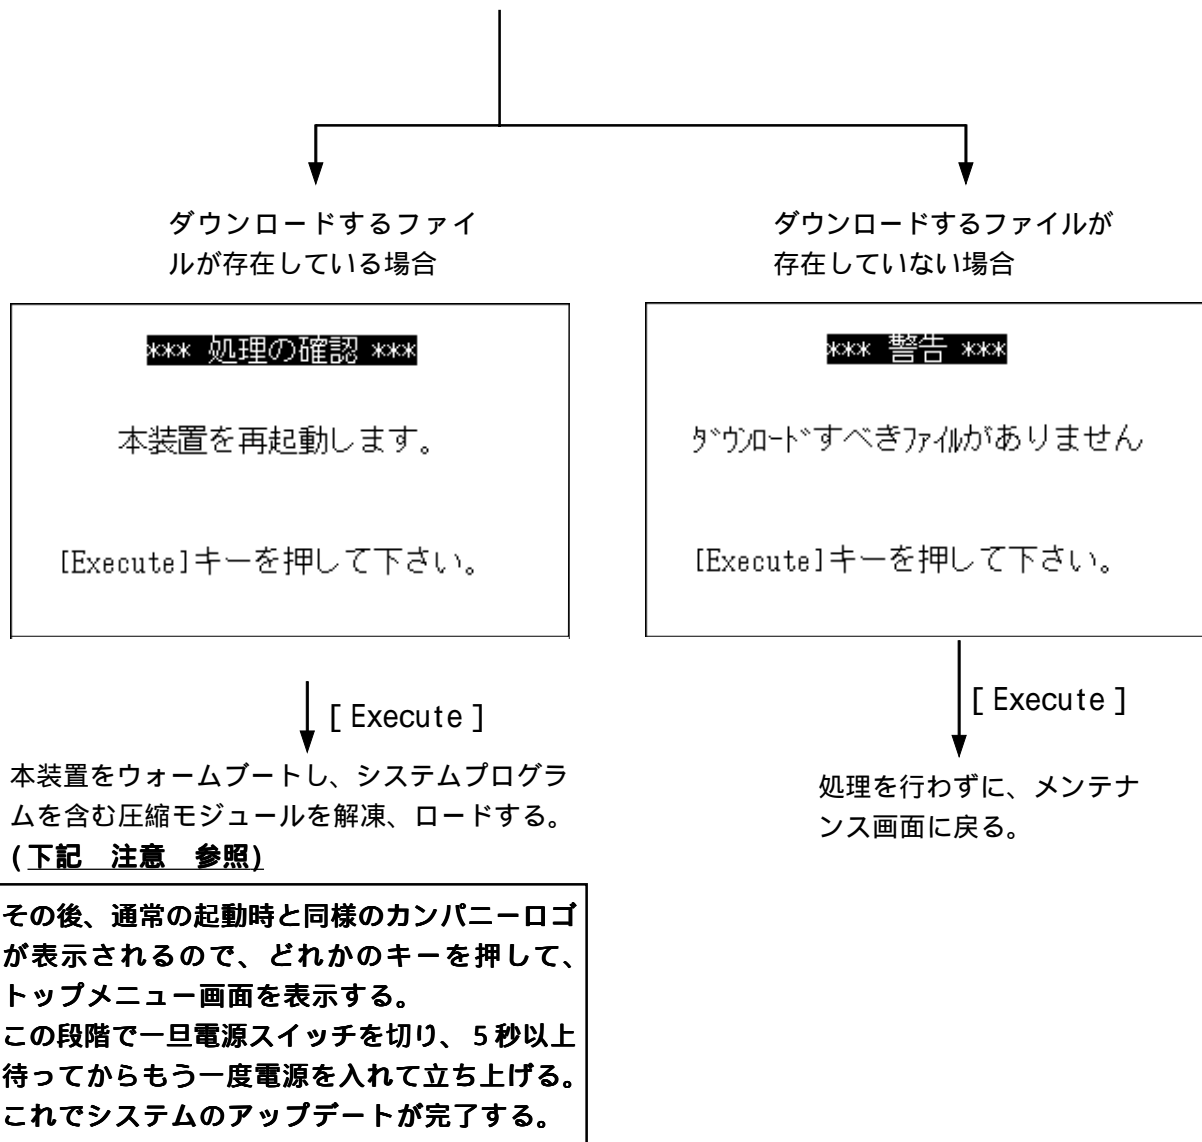 ダウンロードするファイ
ルが存在している場合
*** 処理の確認 ***
本装置を再起動します。
[Execute]キーを押して下さい。
[ Execute ]
本装置をウォームブートし、システムプログラ
ムを含む圧縮モジュールを解凍、ロードする。
(下記　注意　参照)
その後、通常の起動時と同様のカンパニーロゴ
が表示されるので、どれかのキーを押して、
トップメニュー画面を表示する。
この段階で一旦電源スイッチを切り、５秒以上
待ってからもう一度電源を入れて立ち上げる。
これでシステムのアップデートが完了する。
ダウンロードするファイルが
存在していない場合
*** 警告 ***
ﾀﾞｳﾝﾛｰﾄﾞすべきﾌｧｲﾙがありません
[Execute]キーを押して下さい。
[ Execute ]
処理を行わずに、メンテナ
ンス画面に戻る。